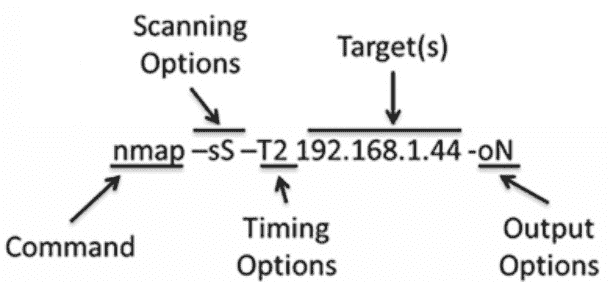 Scanning
Options
Target(s)
nmap –sS –T2 192.168.1.44 -oN
Command
Timing
Options
Output
Options